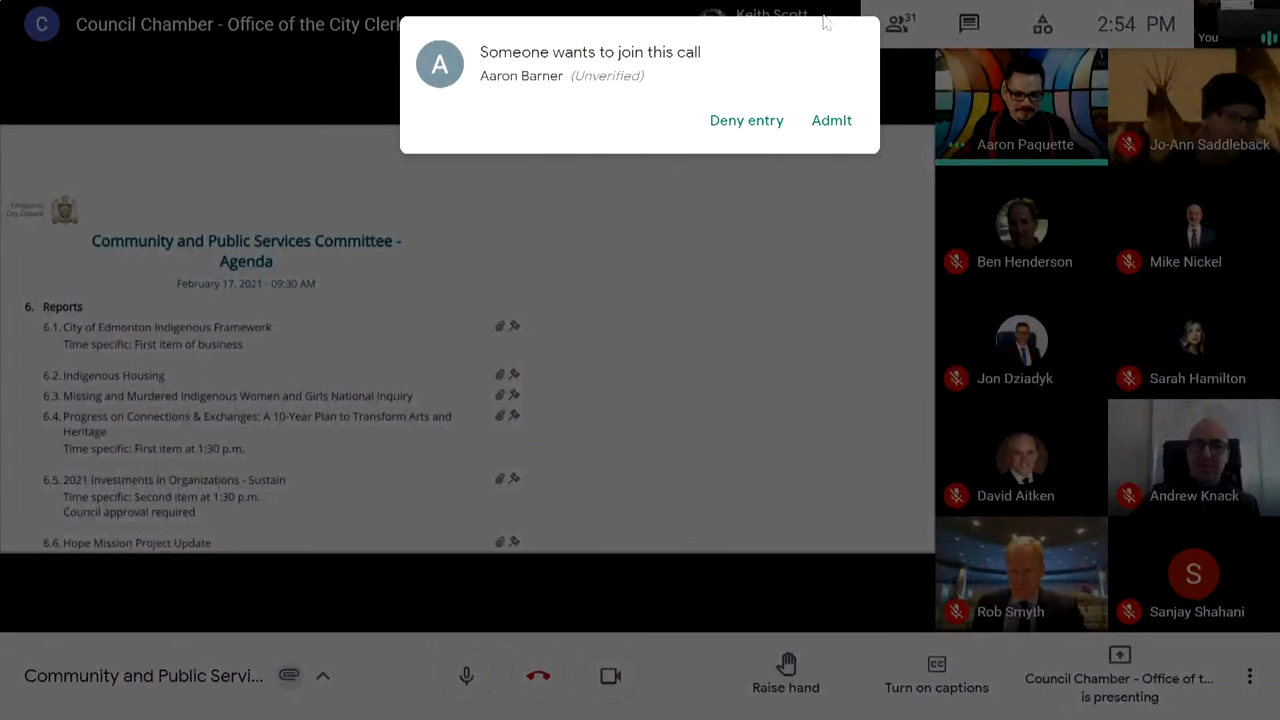 C
Council Chamber - Office of the City Cler
Keith Scott
31
2:54 PM
You
A
Someone wants to join this call
Aaron Barner (Unverified)
Deny entry
Admit
Aaron Paquette
Jo-Ann Saddleback
Edmonton
City Council
Community and Public Services Committee -
Agenda
February 17, 2021 - 09:30 AM
6. Reports
6.1. City of Edmonton Indigenous Framework
Time specific: First item of business
6.2. Indigenous Housing
6.3. Missing and Murdered Indigenous Women and Girls National Inquiry
6.4. Progress on Connections & Exchanges: A 10-Year Plan to Transform Arts and
Heritage
Time specific: First item at 1:30 p.m.
6.5. 2021 Investments in Organizations - Sustain
Time specific: Second item at 1:30 p.m.
Council approval required
6.6. Hope Mission Project Update
Ben Henderson
Mike Nickel
Jon Dziadyk
Sarah Hamilton
David Aitken
Andrew Knack
Rob Smyth
S
Sanjay Shahani
Community and Public Servi...
Raise hand
CC
Turn on captions
Council Chamber - Office of t...
is presenting